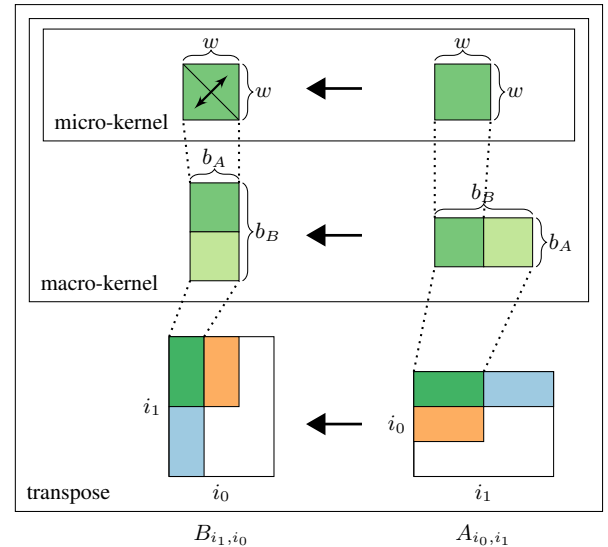 w w
w w
micro-kernel
b_A b_B
b_B b_A
macro-kernel
i_1 i_0
transpose i_0 i_1
B_{i_1,i_0} A_{i_0,i_1}